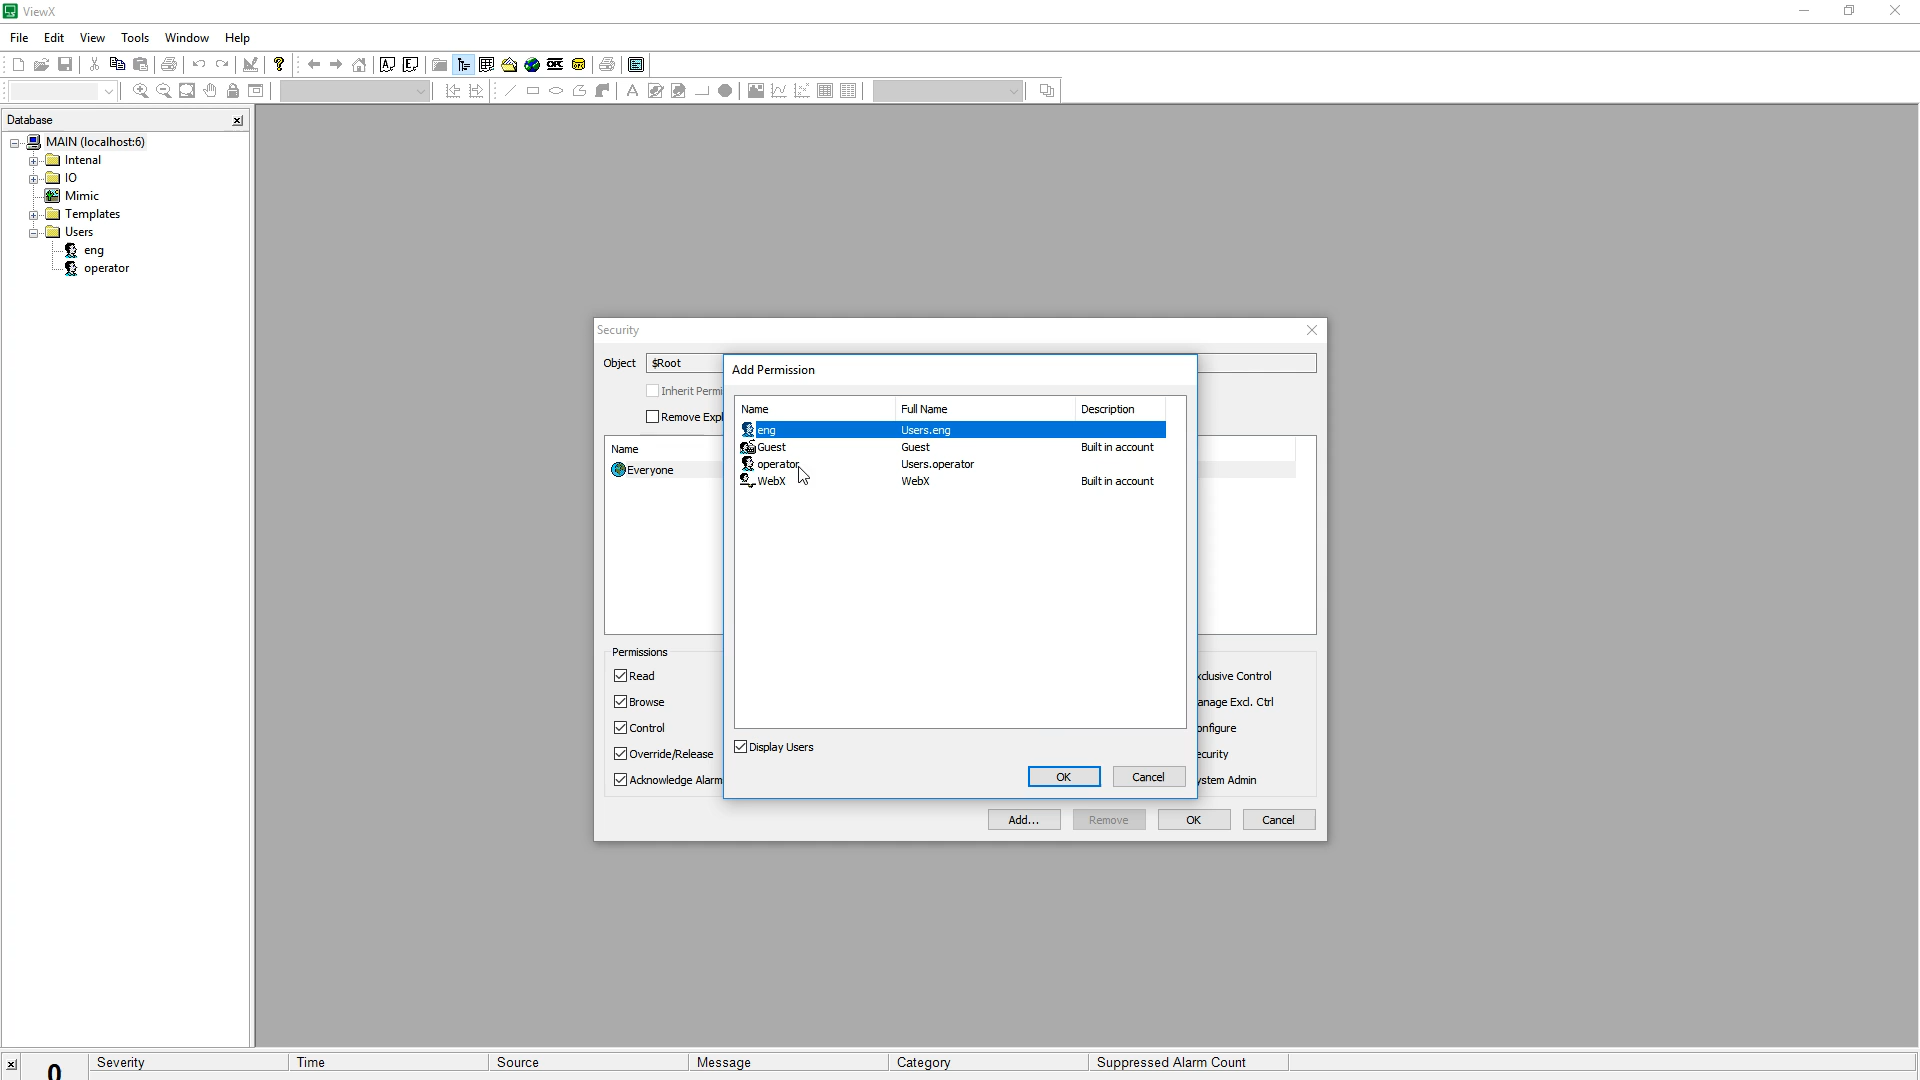 ViewX
File Edit View Tools Window Help
Database
MAIN (localhost:6)
Intenal
IO
Mimic
Templates
Users
eng
operator
Security
Object $Root
Inherit Permi
Remove Expl
Name
Everyone
Add Permission
Name Full Name Description
eng Users.eng
Guest Guest Built in account
operator Users.operator
WebX WebX Built in account
Display Users
OK Cancel
Permissions
Read
Browse
Control
Override/Release
Acknowledge Alarm
xclusive Control
anage Excl. Ctrl
onfigure
ecurity
ystem Admin
Add... Remove OK Cancel
0 Severity Time Source Message Category Suppressed Alarm Count